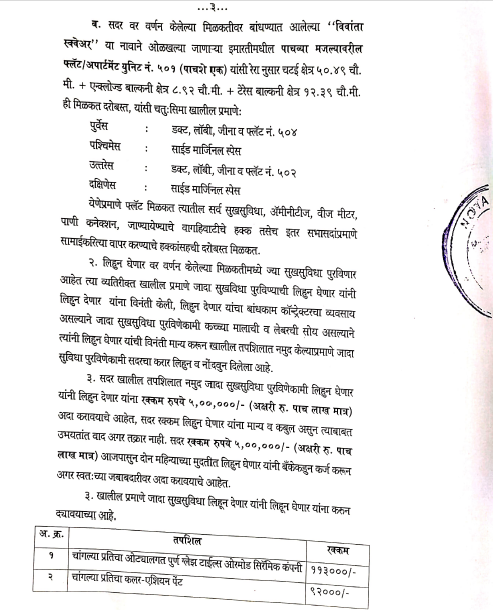 ...३...
ब. सदर वर वर्णन केलेल्या मिळकतीवर बांधण्यात आलेल्या "विवांता
स्क्वेअर" या नावाने ओळखल्या जाणाऱ्या इमारतीमधील पाचव्या मजल्यावरील
फ्लॅट/अपार्टमेंट युनिट नं. ५०१ (पाचशे एक) यांसी रेरा नुसार चटई क्षेत्र ५०.४९ चौ.
मी. + एन्क्लोज्ड बाल्कनी क्षेत्र ८.९२ चौ.मी. + टेरेस बाल्कनी क्षेत्र १२.३९ चौ.मी.
ही मिळकत दरोबस्त, यांसी चतु:सिमा खालील प्रमाणे:
पुर्वेस : डक्ट, लॉबी, जीना व फ्लॅट नं. ५०४
पश्चिमेस : साईड मार्जिनल स्पेस
उत्तरेस : डक्ट, लॉबी, जीना व फ्लॅट नं. ५०२
दक्षिणेस : साईड मार्जिनल स्पेस
येणेप्रमाणे फ्लॅट मिळकत त्यातील सर्व सुखसुविधा, ॲमीनीटीज, वीज मीटर,
पाणी कनेक्शन, जाण्यायेण्याचे वागहिवाटीचे हक्क तसेच इतर सभासदांप्रमाणे
सामाईकरित्या वापर करण्याचे हक्कांसहची दरोबस्त मिळकत.
२. लिहुन घेणार वर वर्णन केलेल्या मिळकतीमध्ये ज्या सुखसुविधा पुरविणार
आहेत त्या व्यतिरीक्त खालील प्रमाणे जादा सुखसुविधा पुरविण्याची लिहुन घेणार यांनी
लिहुन देणार यांना विनंती केली, लिहुन देणार यांचा बांधकाम कॉन्ट्रॅक्टरचा व्यवसाय
असल्याने जादा सुखसुविधा पुरविणेकामी कच्च्या मालाची व लेबरची सोय असल्याने
त्यांनी लिहुन घेणार यांची विनंती मान्य करून खालील तपशिलात नमुद केल्याप्रमाणे जादा
सुविधा पुरविणेकामी सदरचा करार लिहुन व नोंदवुन दिलेला आहे.
३. सदर खालील तपशिलात नमुद जादा सुखसुविधा पुरविणेकामी लिहुन घेणार
यांनी लिहुन देणार यांना रक्कम रुपये ५,००,०००/- (अक्षरी रु. पाच लाख मात्र)
अदा करावयाचे आहेत, सदर रक्कम लिहुन घेणार यांना मान्य व कबुल असुन त्याबाबत
उभयतांत वाद अगर तक्रार नाही. सदर रक्कम रुपये ५,००,०००/- (अक्षरी रु. पाच
लाख मात्र) आजपासुन दोन महिन्याच्या मुदतीत लिहुन घेणार यांनी बँकेकडुन कर्ज करून
अगर स्वतःच्या जबाबदारीवर अदा करावयाचे आहेत.
३. खालील प्रमाणे जादा सुखसुविधा लिहून देणार यांनी लिहून घेणार यांना करुन
द्यावयाच्या आहे.
अ. क्र. तपशिल रक्कम
१ चांगल्या प्रतिचा ओट्यालगत पुर्ण ग्लेझ टाईल्स ओरमोड सिरॅमिक कंपनी ११३०००/-
२ चांगल्या प्रतिचा कलर-एशियन पेंट ९२०००/-
NOTA